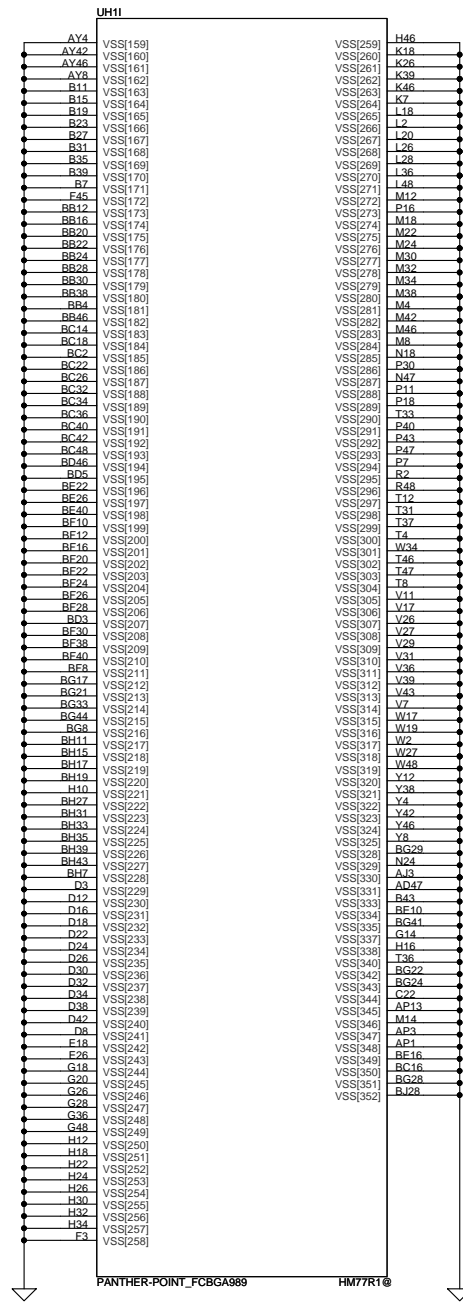 UH1I
AY4 VSS[159]
AY42 VSS[160]
AY46 VSS[161]
AY8 VSS[162]
B11 VSS[163]
B15 VSS[164]
B19 VSS[165]
B23 VSS[166]
B27 VSS[167]
B31 VSS[168]
B35 VSS[169]
B39 VSS[170]
B7 VSS[171]
F45 VSS[172]
BB12 VSS[173]
BB16 VSS[174]
BB20 VSS[175]
BB22 VSS[176]
BB24 VSS[177]
BB28 VSS[178]
BB30 VSS[179]
BB38 VSS[180]
BB4 VSS[181]
BB46 VSS[182]
BC14 VSS[183]
BC18 VSS[184]
BC2 VSS[185]
BC22 VSS[186]
BC26 VSS[187]
BC32 VSS[188]
BC34 VSS[189]
BC36 VSS[190]
BC40 VSS[191]
BC42 VSS[192]
BC48 VSS[193]
BD46 VSS[194]
BD5 VSS[195]
BE22 VSS[196]
BE26 VSS[197]
BE40 VSS[198]
BF10 VSS[199]
BF12 VSS[200]
BF16 VSS[201]
BF20 VSS[202]
BF22 VSS[203]
BF24 VSS[204]
BF26 VSS[205]
BF28 VSS[206]
BD3 VSS[207]
BF30 VSS[208]
BF38 VSS[209]
BF40 VSS[210]
BF8 VSS[211]
BG17 VSS[212]
BG21 VSS[213]
BG33 VSS[214]
BG44 VSS[215]
BG8 VSS[216]
BH11 VSS[217]
BH15 VSS[218]
BH17 VSS[219]
BH19 VSS[220]
H10 VSS[221]
BH27 VSS[222]
BH31 VSS[223]
BH33 VSS[224]
BH35 VSS[225]
BH39 VSS[226]
BH43 VSS[227]
BH7 VSS[228]
D3 VSS[229]
D12 VSS[230]
D16 VSS[231]
D18 VSS[232]
D22 VSS[233]
D24 VSS[234]
D26 VSS[235]
D30 VSS[236]
D32 VSS[237]
D34 VSS[238]
D38 VSS[239]
D42 VSS[240]
D8 VSS[241]
E18 VSS[242]
E26 VSS[243]
G18 VSS[244]
G20 VSS[245]
G26 VSS[246]
G28 VSS[247]
G36 VSS[248]
G48 VSS[249]
H12 VSS[250]
H18 VSS[251]
H22 VSS[252]
H24 VSS[253]
H26 VSS[254]
H30 VSS[255]
H32 VSS[256]
H34 VSS[257]
F3 VSS[258]
VSS[259] H46
VSS[260] K18
VSS[261] K26
VSS[262] K39
VSS[263] K46
VSS[264] K7
VSS[265] L18
VSS[266] L2
VSS[267] L20
VSS[268] L26
VSS[269] L28
VSS[270] L36
VSS[271] L48
VSS[272] M12
VSS[273] P16
VSS[274] M18
VSS[275] M22
VSS[276] M24
VSS[277] M30
VSS[278] M32
VSS[279] M34
VSS[280] M38
VSS[281] M4
VSS[282] M42
VSS[283] M46
VSS[284] M8
VSS[285] N18
VSS[286] P30
VSS[287] N47
VSS[288] P11
VSS[289] P18
VSS[290] T33
VSS[291] P40
VSS[292] P43
VSS[293] P47
VSS[294] P7
VSS[295] R2
VSS[296] R48
VSS[297] T12
VSS[298] T31
VSS[299] T37
VSS[300] T4
VSS[301] W34
VSS[302] T46
VSS[303] T47
VSS[304] T8
VSS[305] V11
VSS[306] V17
VSS[307] V26
VSS[308] V27
VSS[309] V29
VSS[310] V31
VSS[311] V36
VSS[312] V39
VSS[313] V43
VSS[314] V7
VSS[315] W17
VSS[316] W19
VSS[317] W2
VSS[318] W27
VSS[319] W48
VSS[320] Y12
VSS[321] Y38
VSS[322] Y4
VSS[323] Y42
VSS[324] Y46
VSS[325] Y8
VSS[328] BG29
VSS[329] N24
VSS[330] AJ3
VSS[331] AD47
VSS[333] B43
VSS[334] BE10
VSS[335] BG41
VSS[337] G14
VSS[338] H16
VSS[340] T36
VSS[342] BG22
VSS[343] BG24
VSS[344] C22
VSS[345] AP13
VSS[346] M14
VSS[347] AP3
VSS[348] AP1
VSS[349] BE16
VSS[350] BC16
VSS[351] BG28
VSS[352] BJ28
PANTHER-POINT_FCBGA989 HM77R1@